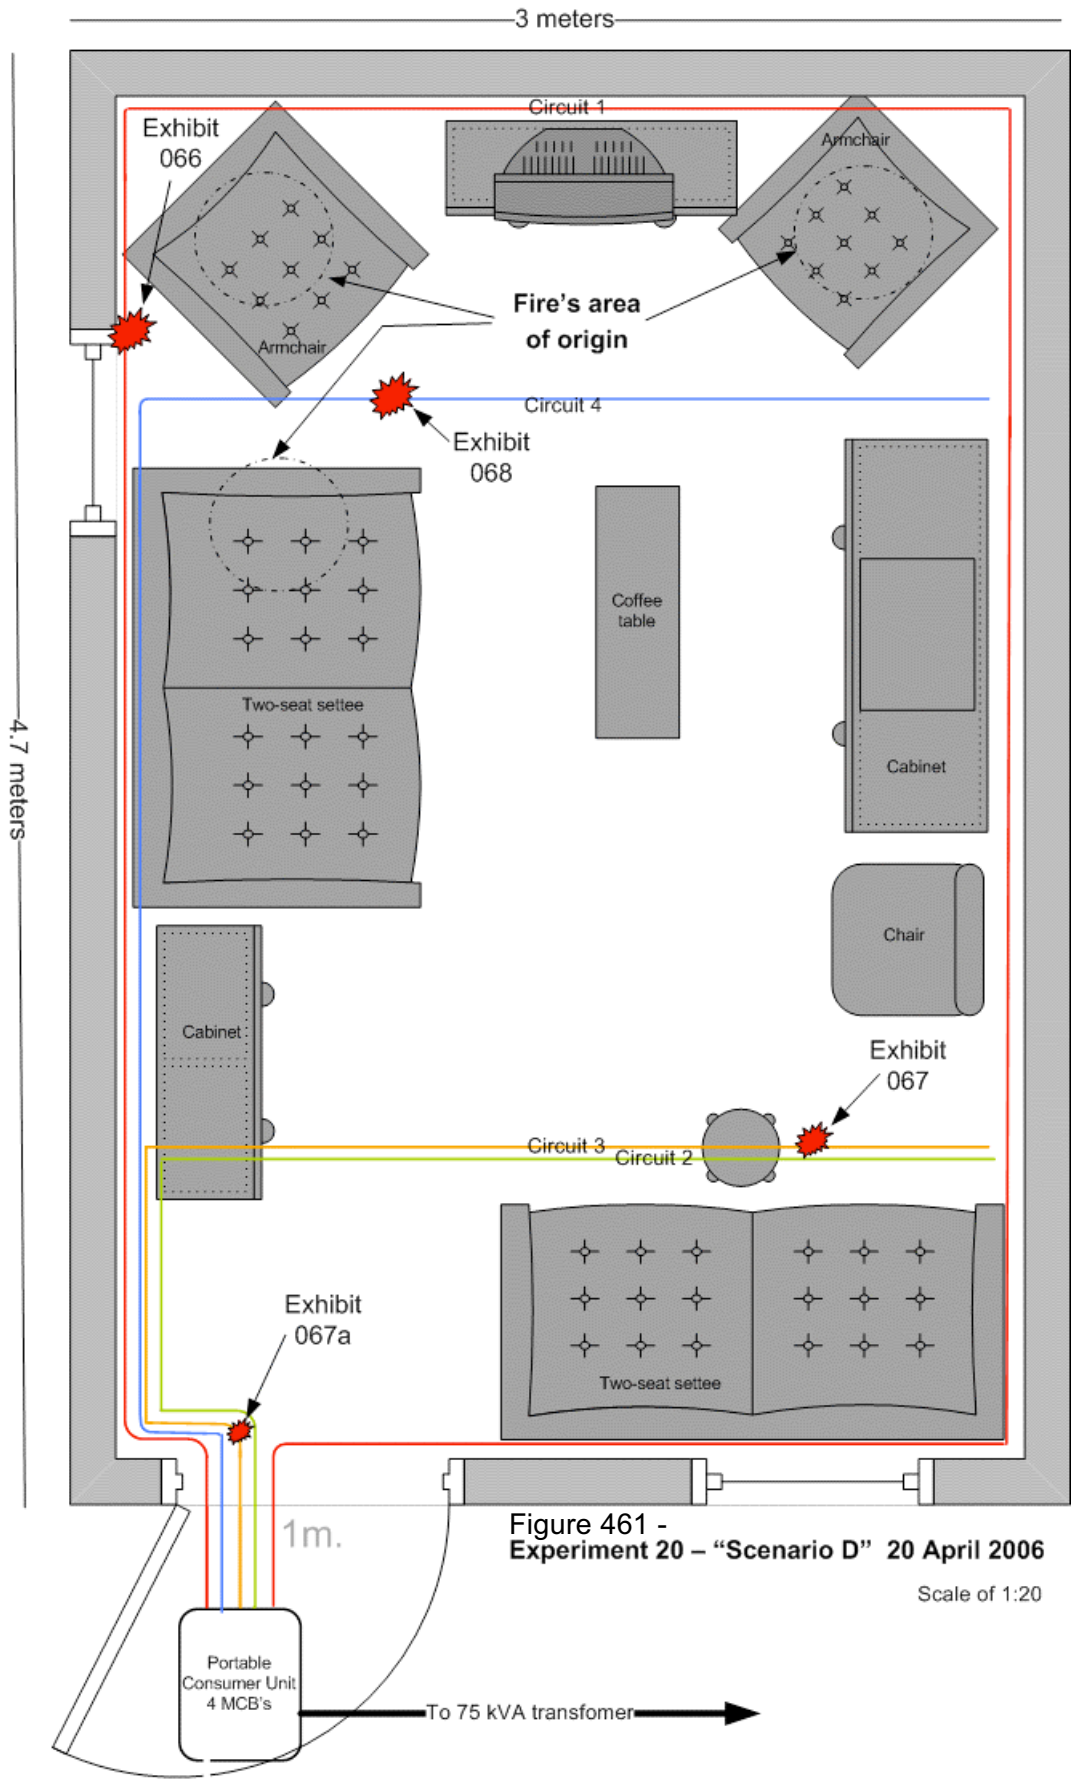 3 meters
Circuit 1
Exhibit
066
Armchair
Fire's area
of origin
Armchair
Circuit 4
Exhibit
068
Coffee
table
Two-seat settee
4.7 meters
Cabinet
Chair
Cabinet
Exhibit
067
Circuit 3
Circuit 2
Exhibit
067a
Two-seat settee
1m.
Figure 461 -
Experiment 20 – “Scenario D”  20 April 2006
Scale of 1:20
Portable
Consumer Unit
4 MCB's
To 75 kVA transfomer